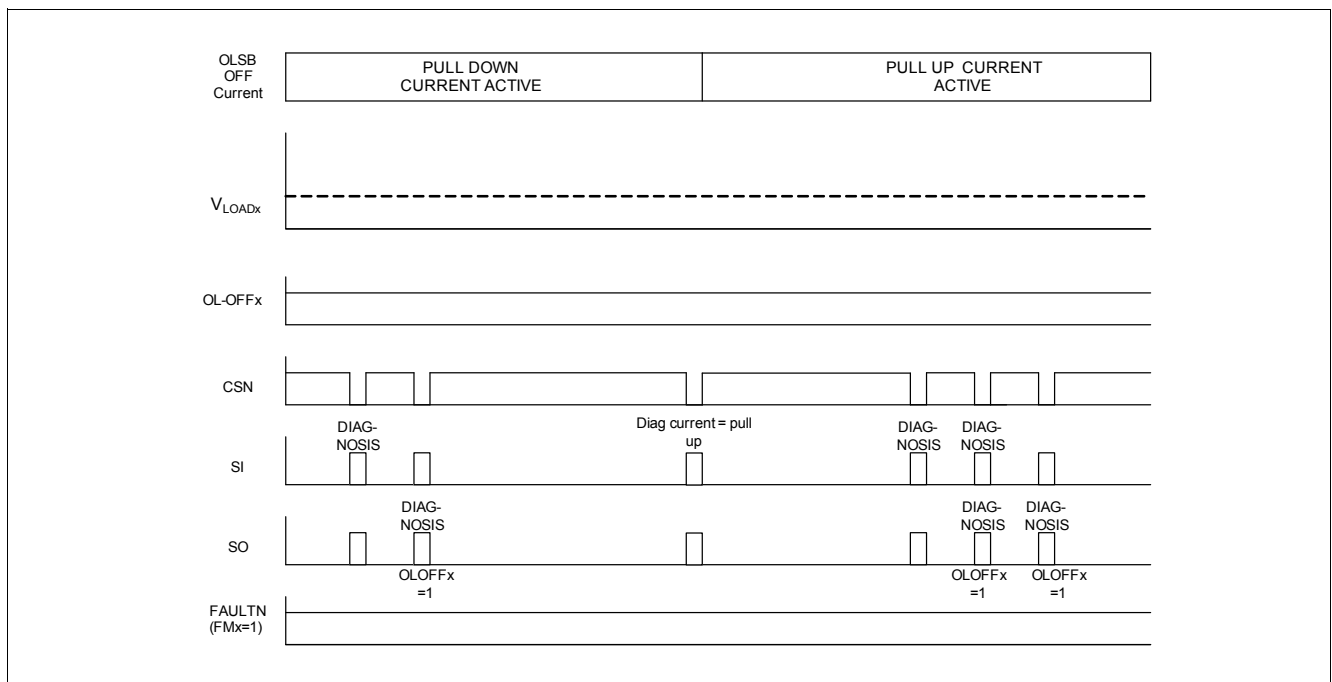 OLSB
OFF
Current
PULL DOWN
CURRENT ACTIVE
PULL UP CURRENT
ACTIVE
VLOADx
OL-OFFx
CSN
Diag current = pull
up
DIAG-
NOSIS
DIAG-
NOSIS
DIAG-
NOSIS
SI
DIAG-
NOSIS
DIAG-
NOSIS
DIAG-
NOSIS
SO
OLOFFx
=1
OLOFFx
=1
OLOFFx
=1
FAULTN
(FMx=1)